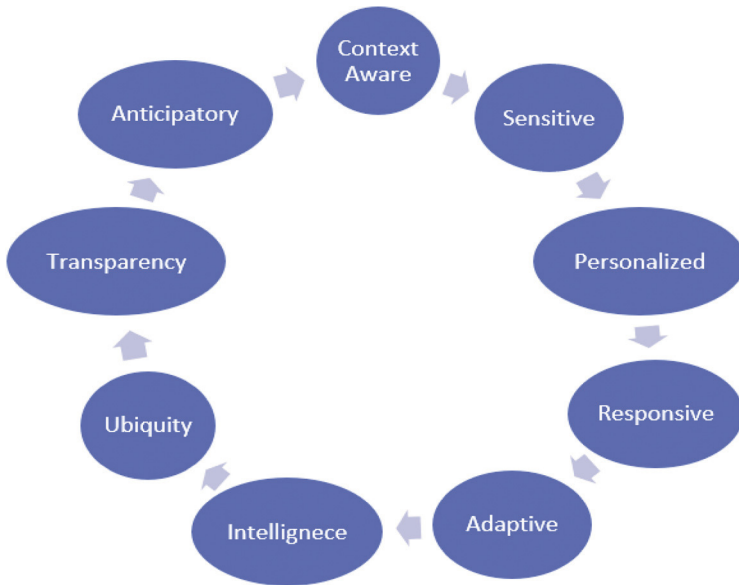 Context
Aware
Sensitive
Personalized
Responsive
Adaptive
Intellignece
Ubiquity
Transparency
Anticipatory